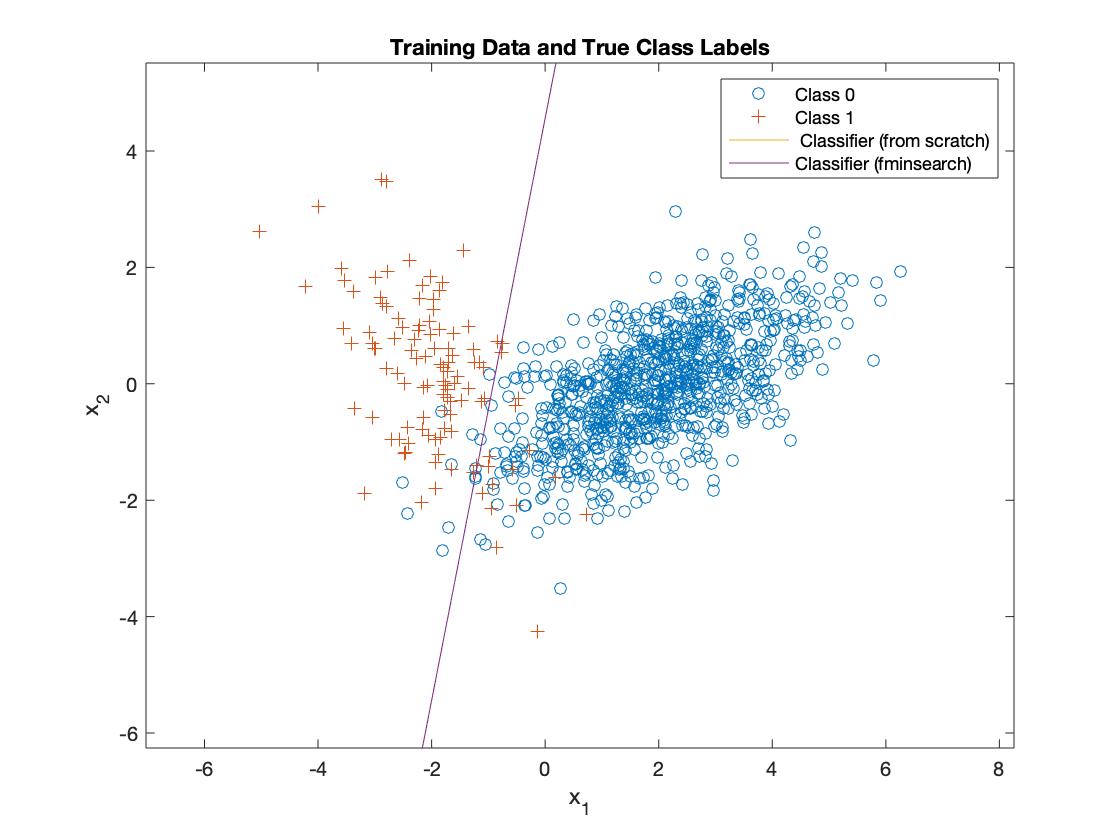 Training Data and True Class Labels
Class 0
Class 1
Classifier (from scratch)
Classifier (fminsearch)
4
2
0
-2
-4
-6
x2
-6 -4 -2 0 2 4 6 8
x1